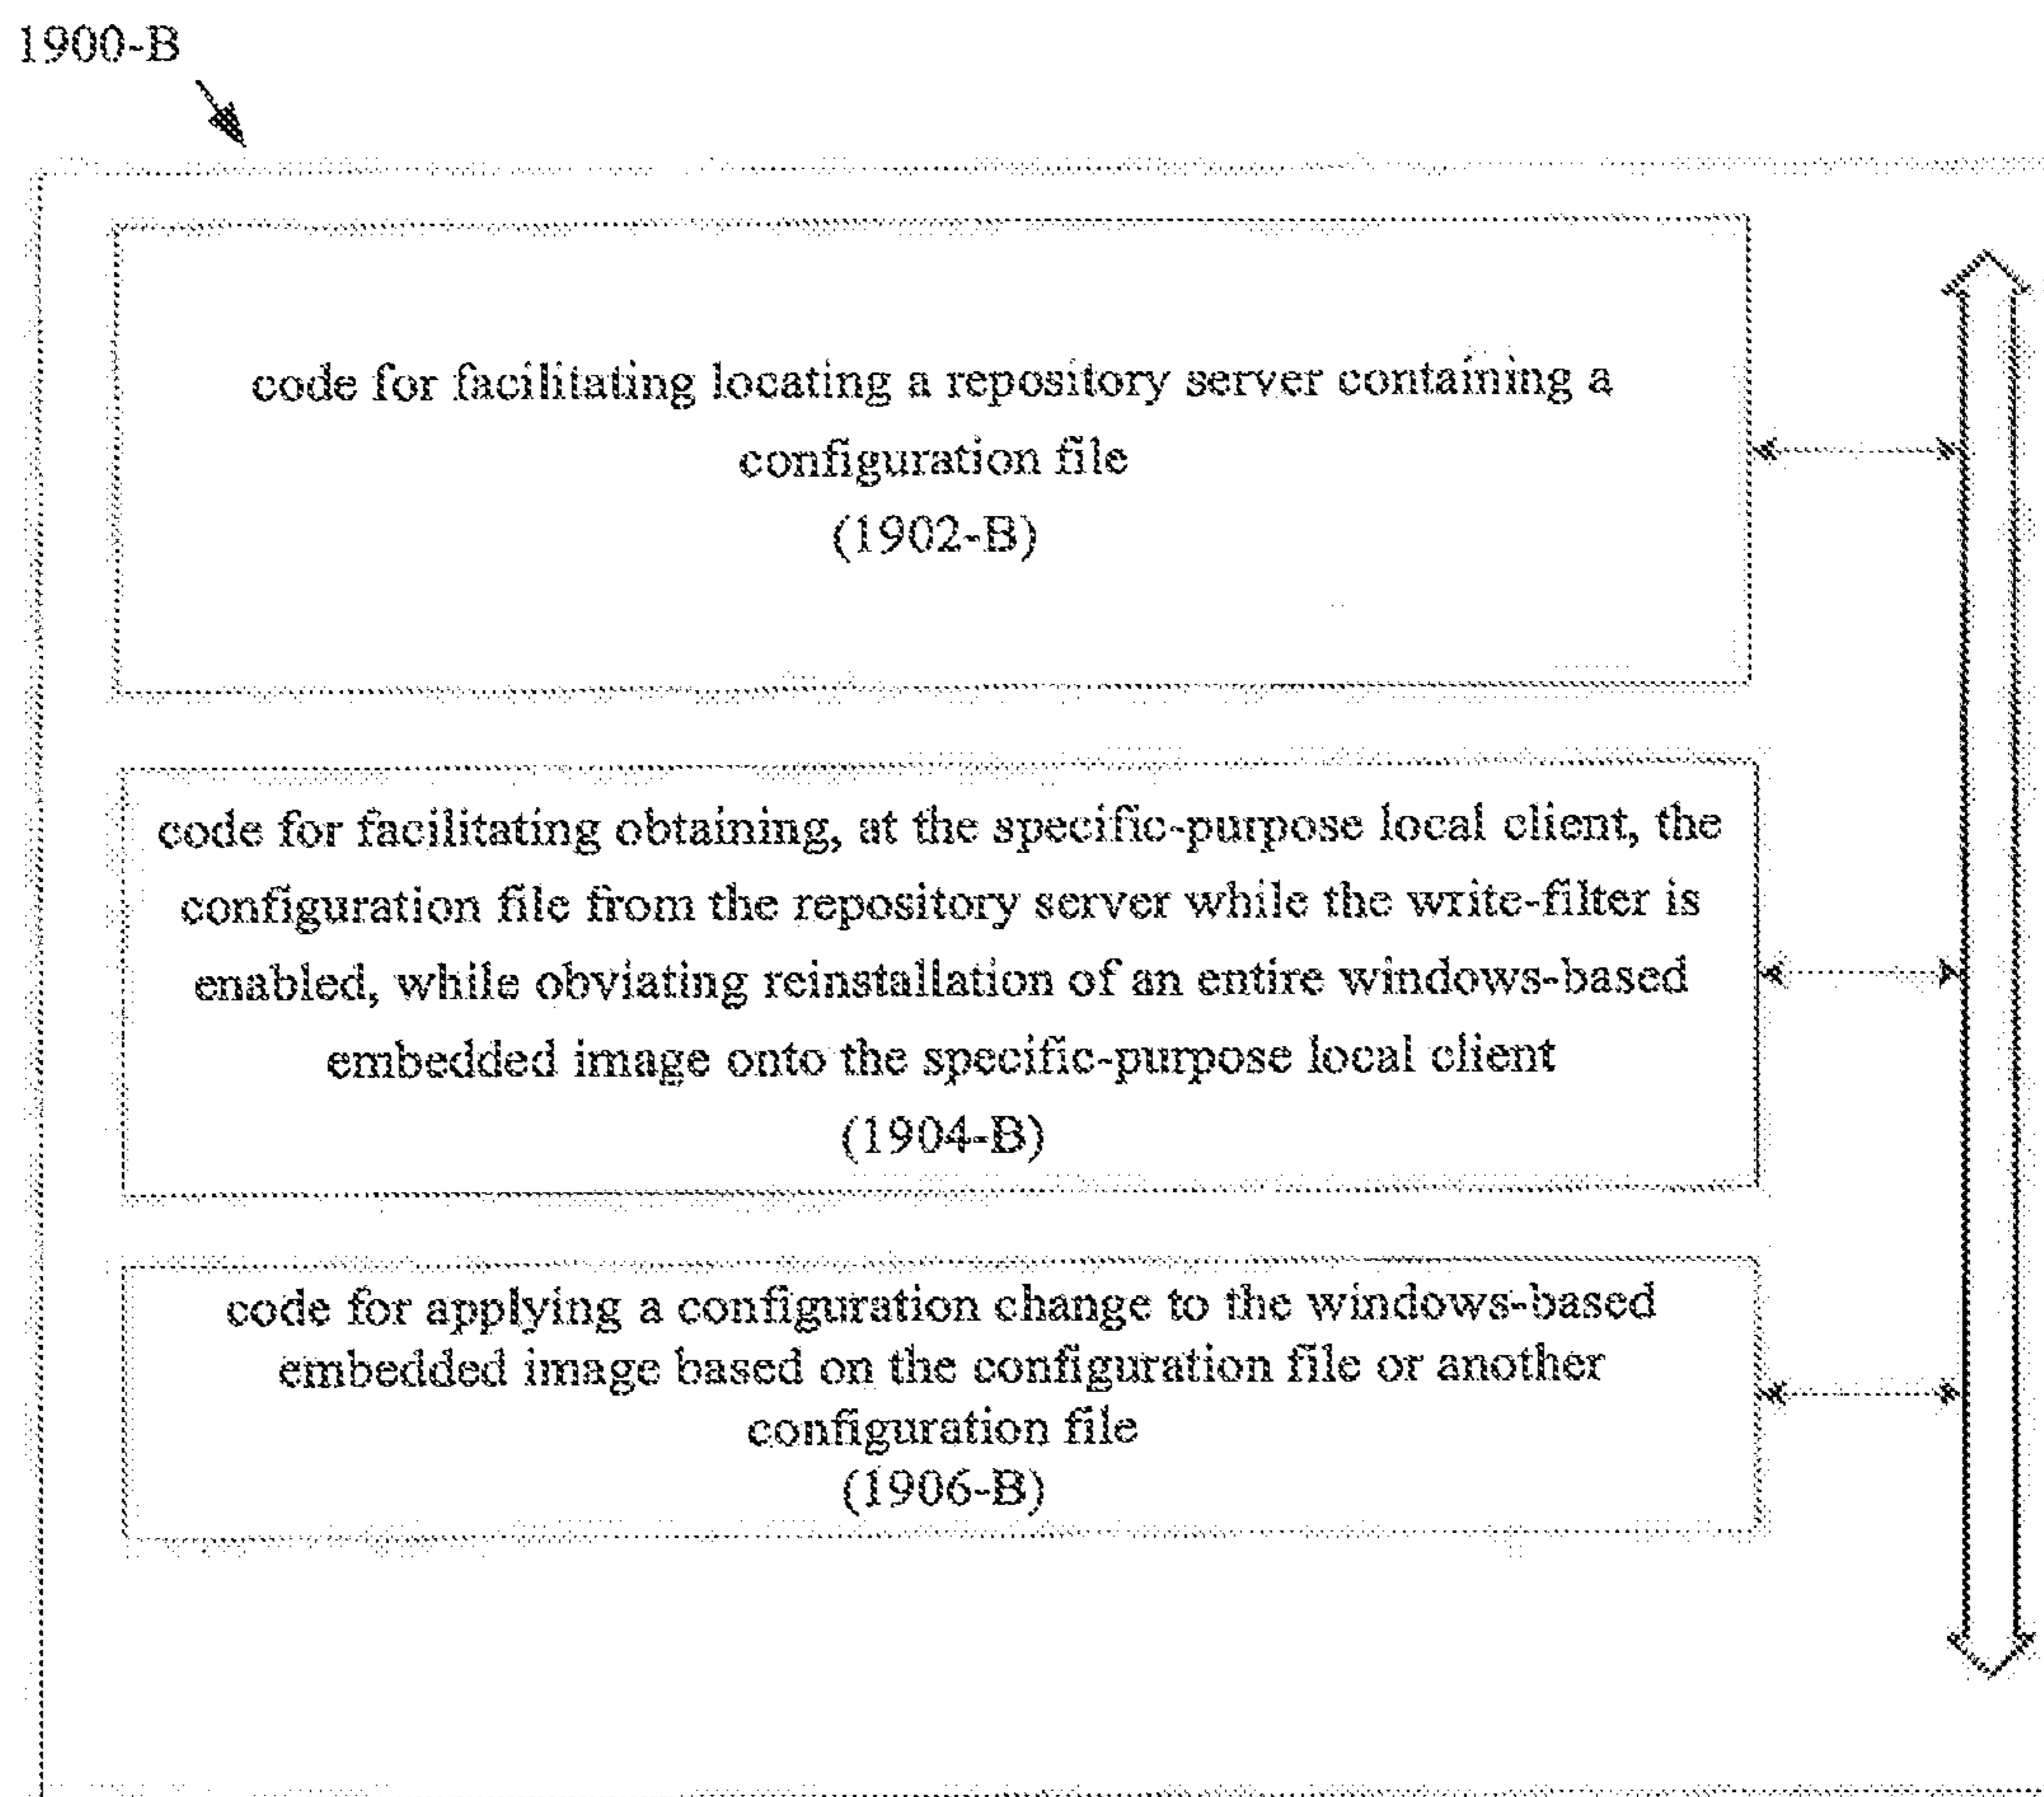 1900-B
code for facilitating locating a repository server containing a
configuration file
(1902-B)
code for facilitating obtaining, at the specific-purpose local client, the
configuration file from the repository server while the write-filter is
enabled, while obviating reinstallation of an entire windows-based
embedded image onto the specific-purpose local client
(1904-B)
code for applying a configuration change to the windows-based
embedded image based on the configuration file or another
configuration file
(1906-B)